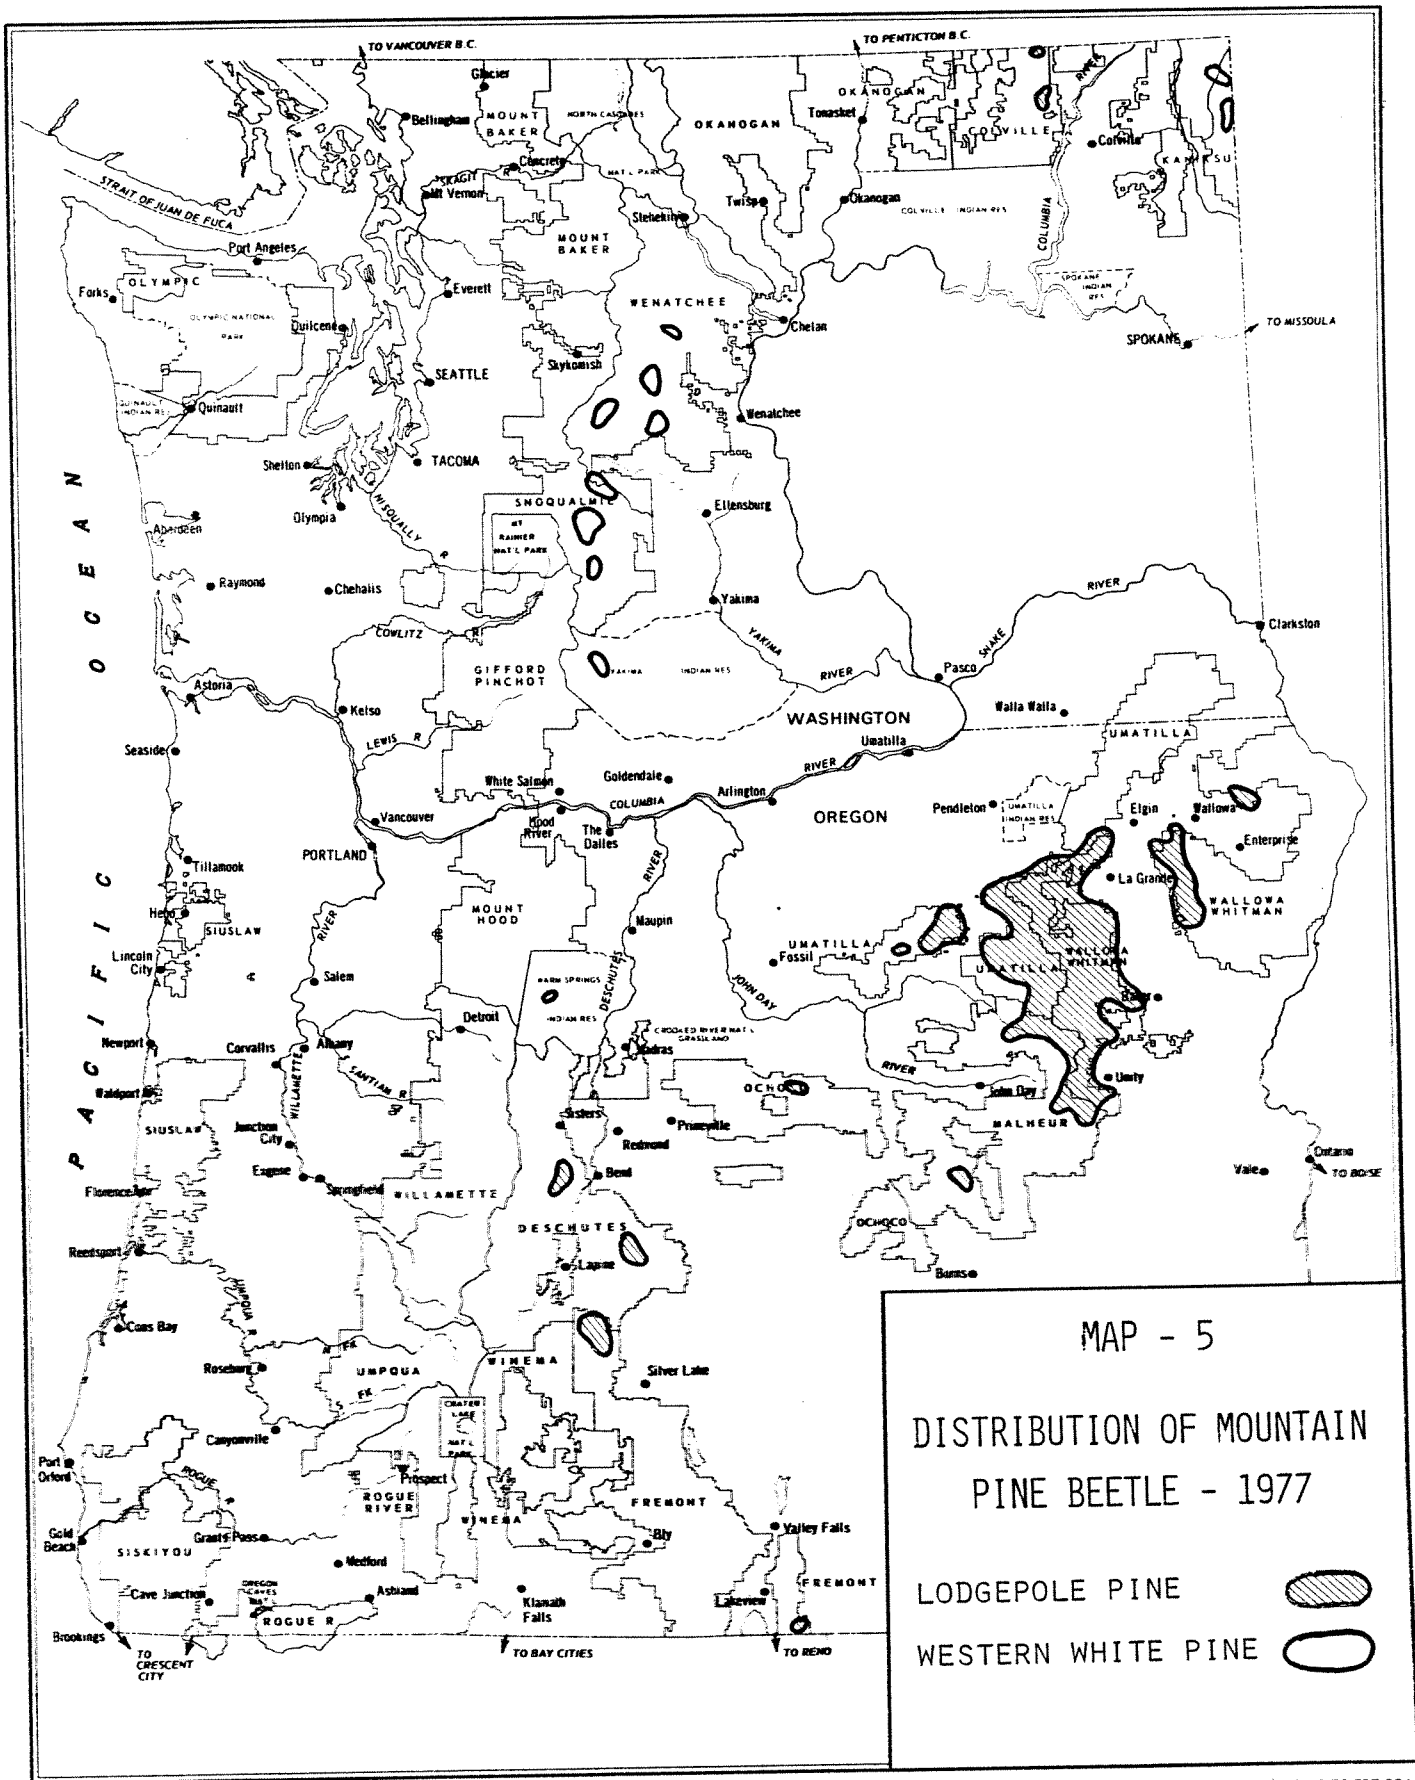 TO VANCOUVER B.C.
TO PENTICTON B.C.
Glacier
Bellingham
MOUNT
BAKER
NORTH CASCADES
NAT'L PARK
OKANOGAN
Tonasket
OKANOGAN
RIVER
COLVILLE
Colville
KANIKSU
Concrete
SKAGIT R
Mt Vernon
STRAIT OF JUAN DE FUCA
Stehekin
Twisp
Okanogan
COLVILLE INDIAN RES
COLUMBIA
Port Angeles
MOUNT
BAKER
Forks
OLYMPIC
OLYMPIC NATIONAL
PARK
Everett
WENATCHEE
SPOKANE
INDIAN
RES
Quilcene
Chelan
TO MISSOULA
SPOKANE
Skykomish
SEATTLE
QUINAULT
INDIAN RES
Quinault
Wenatchee
Shelton
TACOMA
Olympia
NISQUALLY R
SNOQUALMIE
MT
RAINIER
NAT'L PARK
Ellensburg
Aberdeen
Raymond
Chehalis
Yakima
RIVER
SNAKE
Clarkston
COWLITZ R
GIFFORD
PINCHOT
YAKIMA INDIAN RES
YAKIMA
RIVER
Pasco
Astoria
Kelso
WASHINGTON
Walla Walla
LEWIS R
Umatilla
UMATILLA
Seaside
White Salmon
Goldendale
RIVER
Arlington
COLUMBIA
OREGON
Pendleton
UMATILLA
INDIAN RES
Elgin
Wallowa
Vancouver
Hood
River
The
Dalles
PORTLAND
Enterprise
Tillamook
RIVER
La Grande
WALLOWA
WHITMAN
Hebo
SIUSLAW
RIVER
MOUNT
HOOD
Maupin
UMATILLA
Fossil
Lincoln
City
Salem
WARM SPRINGS
INDIAN RES
DESCHUTES
JOHN DAY
UMATILLA
WALLOWA
WHITMAN
Baker
Detroit
CROOKED RIVER NAT'L
GRASSLAND
Madras
Newport
Corvallis
Albany
SANTIAM R
RIVER
John Day
Unity
Waldport
WILLAMETTE
OCHOCO
SIUSLAW
Junction
City
Sisters
Redmond
Prineville
MALHEUR
Ontario
TO BOISE
Vale
Eugene
Springfield
WILLAMETTE
Bend
Florence
DESCHUTES
OCHOCO
Reedsport
Lapine
Burns
UMPQUA R
Coos Bay
N FK
Roseburg
UMPQUA
WINEMA
Silver Lake
S FK
CRATER
LAKE
NAT'L
PARK
Canyonville
Port
Orford
ROGUE R
Prospect
ROGUE
RIVER
FREMONT
WINEMA
Gold
Beach
Grants Pass
Bly
Valley Falls
SISKIYOU
Medford
Cave Junction
OREGON
CAVES
Ashland
Klamath
Falls
Lakeview
FREMONT
ROGUE R
Brookings
TO
CRESCENT
CITY
TO BAY CITIES
TO RENO
PACIFIC OCEAN
MAP - 5
DISTRIBUTION OF MOUNTAIN
PINE BEETLE - 1977
LODGEPOLE PINE
WESTERN WHITE PINE